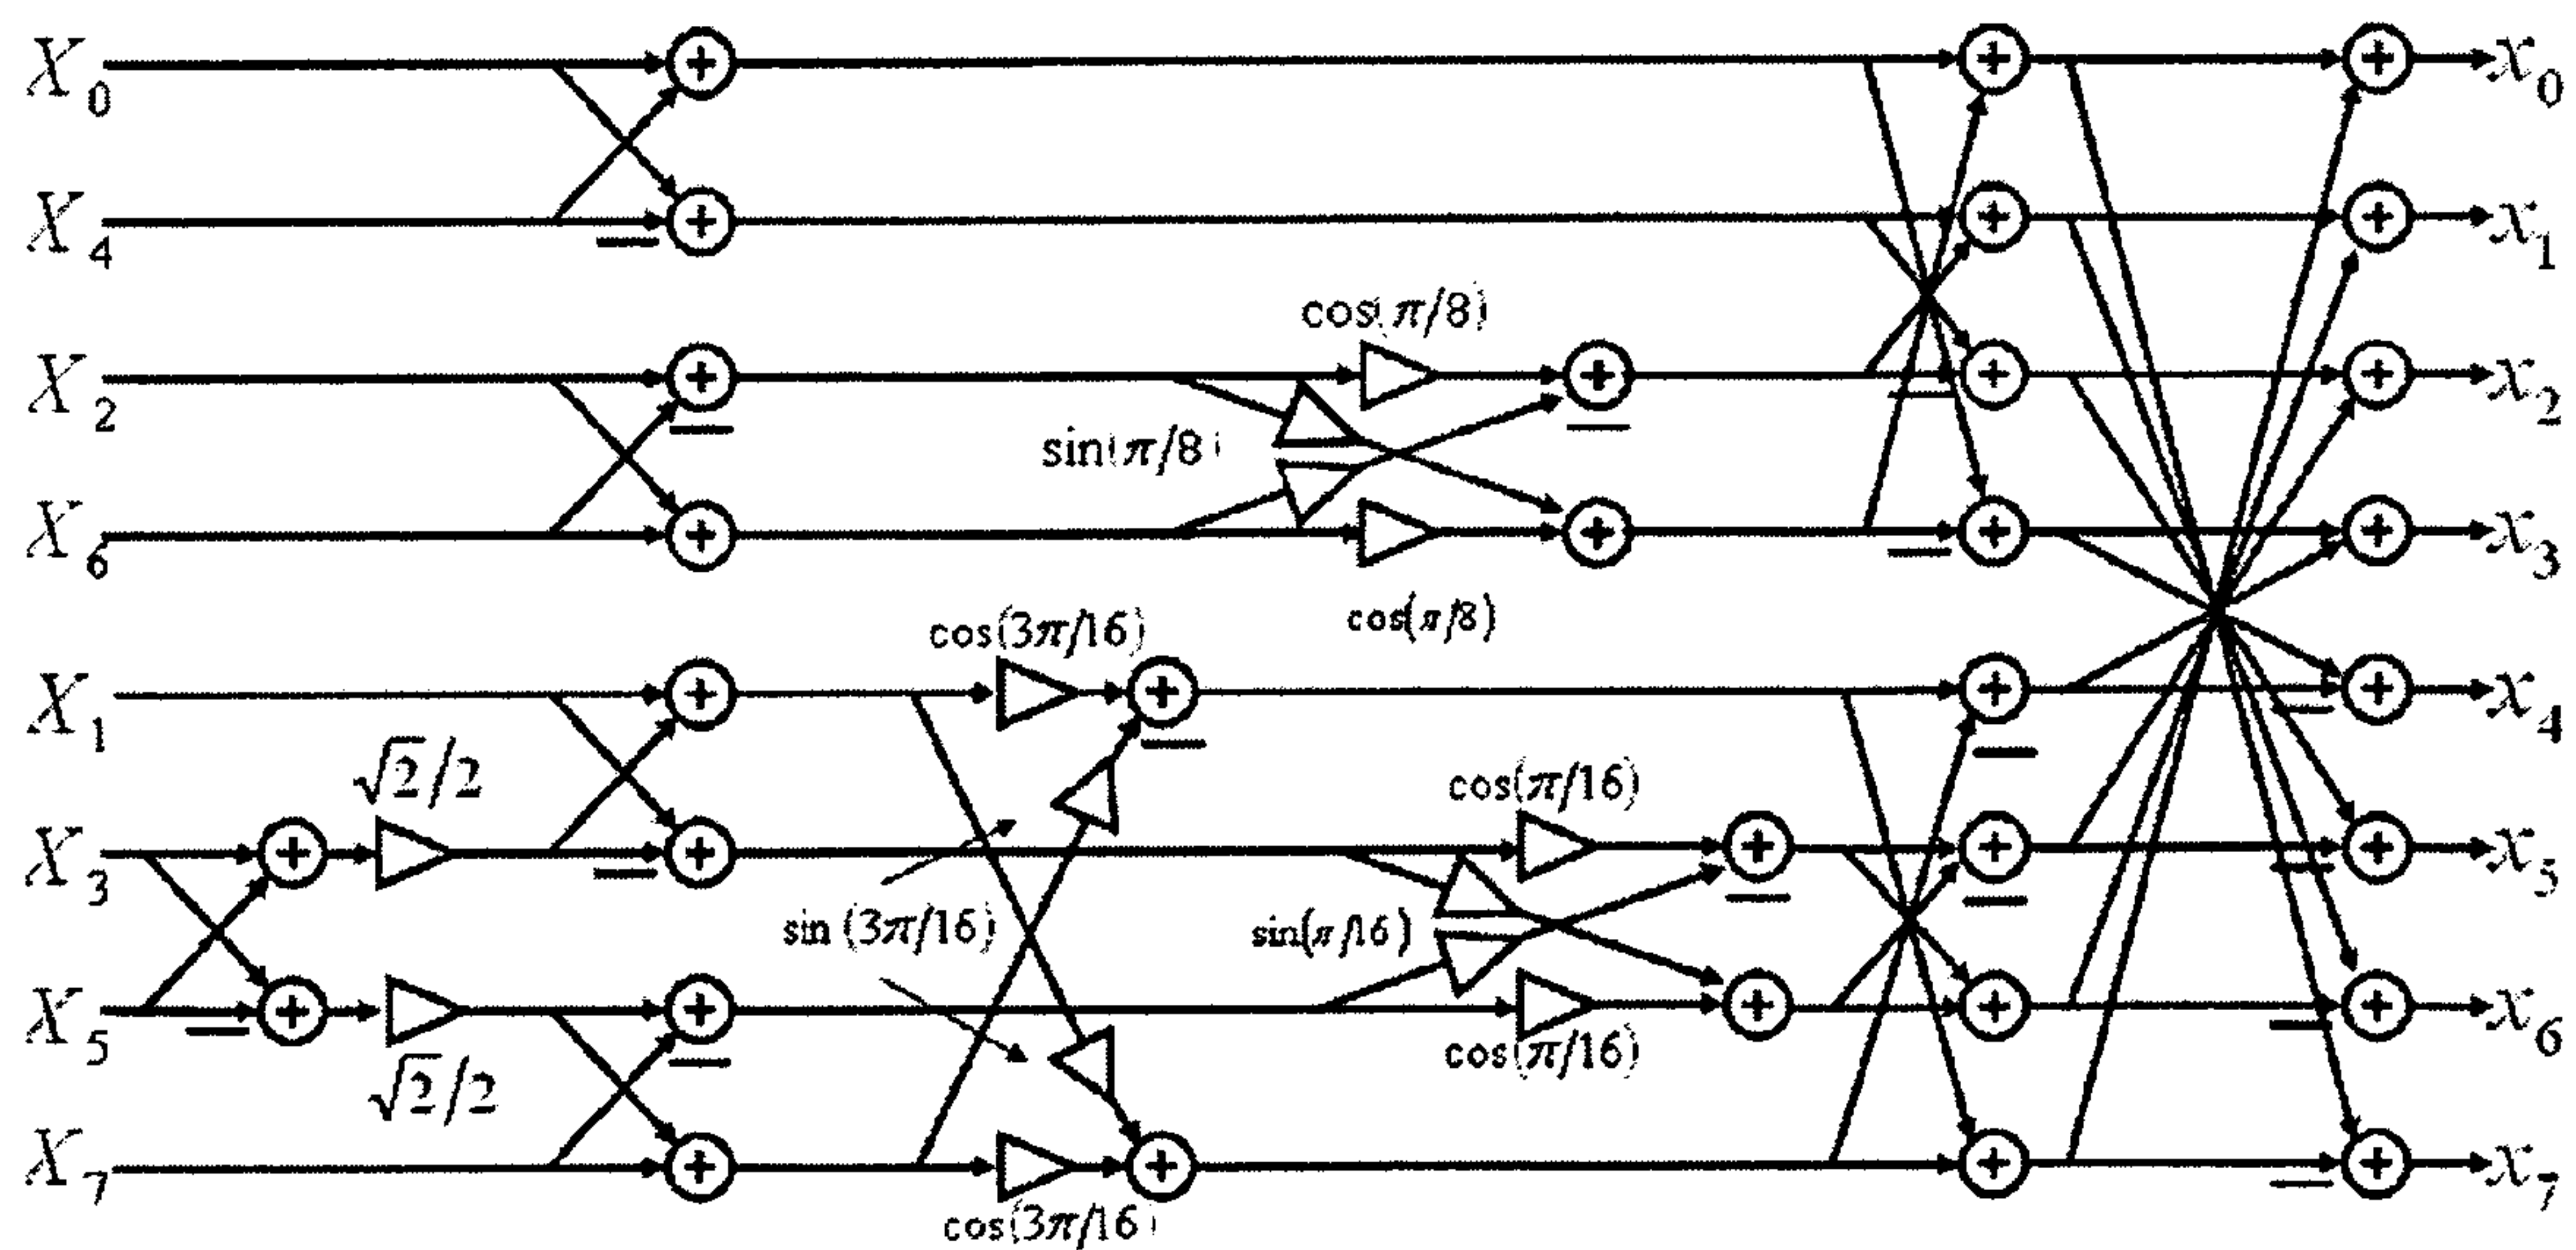 X0 x0
X4 x1
cos(π/8)
X2 x2
sin(π/8)
X6 x3
cos(3π/16) cos(π/8)
X1 x4
√2/2 cos(π/16)
X3 x5
sin (3π/16) sin(π/16)
X5 x6
cos(π/16)
√2/2
X7 x7
cos(3π/16)